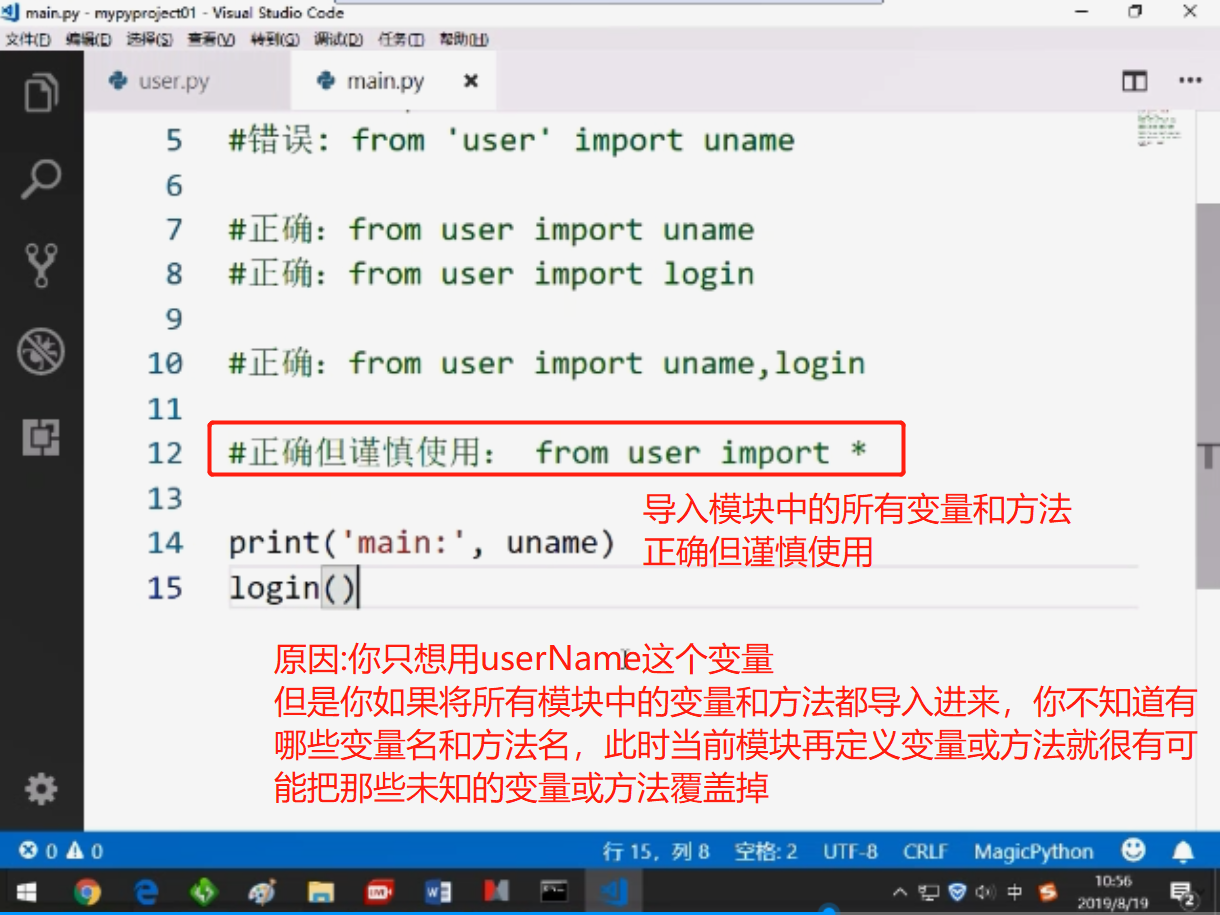 main.py - mypyproject01 - Visual Studio Code
文件(F) 编辑(E) 选择(S) 查看(V) 转到(G) 调试(D) 任务(T) 帮助(H)
user.py main.py
5 #错误: from 'user' import uname
6
7 #正确: from user import uname
8 #正确: from user import login
9
10 #正确: from user import uname,login
11
12 #正确但谨慎使用: from user import *
13
导入模块中的所有变量和方法
14 print('main:', uname)
正确但谨慎使用
15 login()
原因:你只想用userName这个变量
但是你如果将所有模块中的变量和方法都导入进来，你不知道有
哪些变量名和方法名，此时当前模块再定义变量或方法就很有可
能把那些未知的变量或方法覆盖掉
0 0 行 15，列 8 空格: 2 UTF-8 CRLF MagicPython
中 10:56
2019/8/19 2